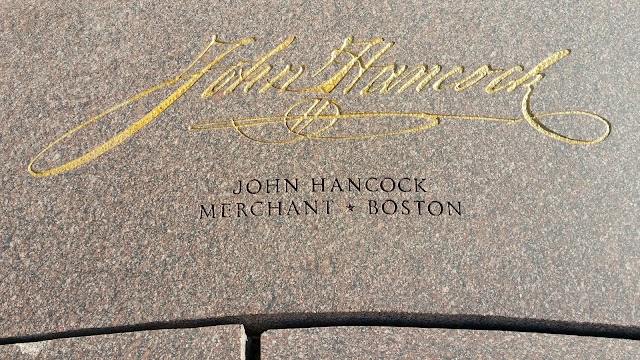 John Hancock
JOHN HANCOCK
MERCHANT ★ BOSTON